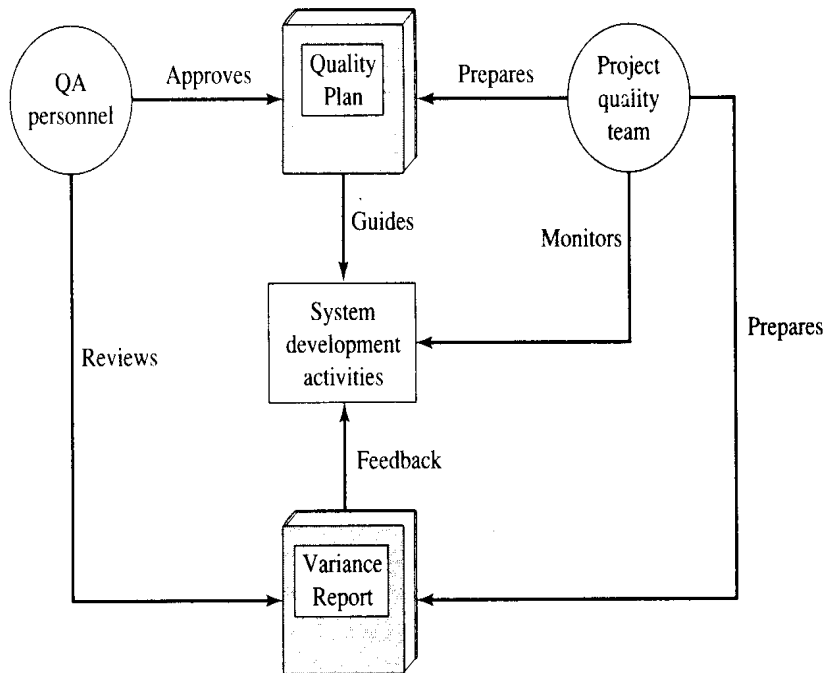 QA
personnel
Approves
Quality
Plan
Prepares
Project
quality
team
Guides
Monitors
System
development
activities
Reviews
Prepares
Feedback
Variance
Report